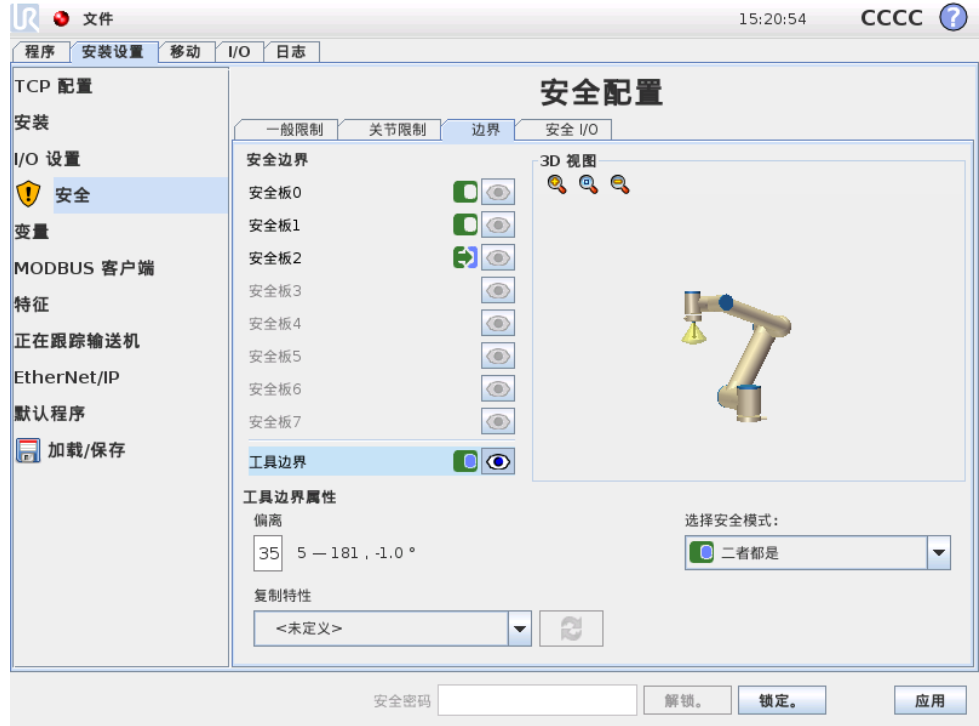 UR 文件 15:20:54 CCCC ?
程序 安装设置 移动 I/O 日志
TCP 配置
安装
I/O 设置
安全
变量
MODBUS 客户端
特征
正在跟踪输送机
EtherNet/IP
默认程序
加载/保存
安全配置
一般限制 关节限制 边界 安全 I/O
安全边界
安全板0
安全板1
安全板2
安全板3
安全板4
安全板5
安全板6
安全板7
工具边界
3D 视图
工具边界属性
偏离
35 5 — 181 , -1.0 °
选择安全模式:
二者都是
复制特性
<未定义>
安全密码 解锁。 锁定。 应用